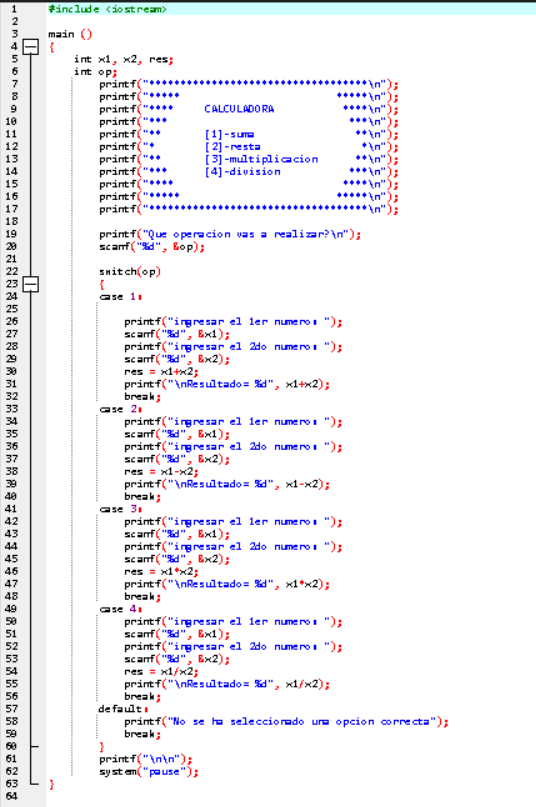 1 #include <iostream>
2
3 main ()
4 {
5 int x1, x2, res;
6 int op;
7 printf("***********************************\n");
8 printf("***** *****\n");
9 printf("**** CALCULADORA ****\n");
10 printf("*** ***\n");
11 printf("** [1]-suma **\n");
12 printf("* [2]-resta *\n");
13 printf("** [3]-multiplicacion **\n");
14 printf("*** [4]-division ***\n");
15 printf("**** ****\n");
16 printf("***** *****\n");
17 printf("***********************************\n");
18
19 printf("Que operacion vas a realizar?\n");
20 scanf("%d", &op);
21
22 switch(op)
23 {
24 case 1:
25
26 printf("ingresar el 1er numero: ");
27 scanf("%d", &x1);
28 printf("ingresar el 2do numero: ");
29 scanf("%d", &x2);
30 res = x1+x2;
31 printf("\nResultado= %d", x1+x2);
32 break;
33 case 2:
34 printf("ingresar el 1er numero: ");
35 scanf("%d", &x1);
36 printf("ingresar el 2do numero: ");
37 scanf("%d", &x2);
38 res = x1-x2;
39 printf("\nResultado= %d", x1-x2);
40 break;
41 case 3:
42 printf("ingresar el 1er numero: ");
43 scanf("%d", &x1);
44 printf("ingresar el 2do numero: ");
45 scanf("%d", &x2);
46 res = x1*x2;
47 printf("\nResultado= %d", x1*x2);
48 break;
49 case 4:
50 printf("ingresar el 1er numero: ");
51 scanf("%d", &x1);
52 printf("ingresar el 2do numero: ");
53 scanf("%d", &x2);
54 res = x1/x2;
55 printf("\nResultado= %d", x1/x2);
56 break;
57 default:
58 printf("No se ha seleccionado una opcion correcta");
59 break;
60 }
61 printf("\n\n");
62 system("pause");
63 }
64